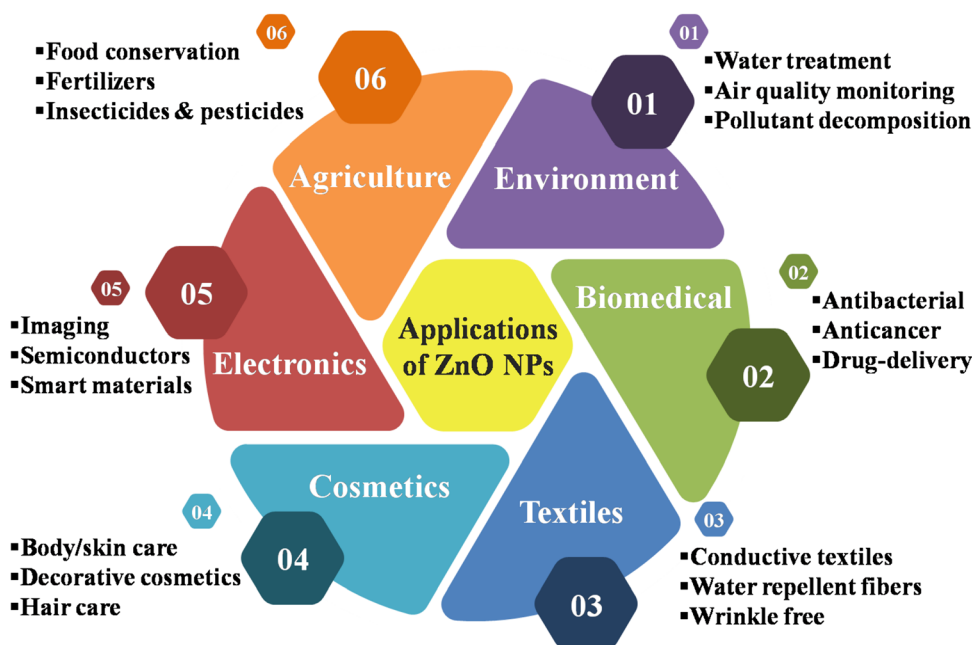 Applications
of ZnO NPs
01
Environment
01
▪Water treatment
▪Air quality monitoring
▪Pollutant decomposition
02
Biomedical
02
▪Antibacterial
▪Anticancer
▪Drug-delivery
03
Textiles
03
▪Conductive textiles
▪Water repellent fibers
▪Wrinkle free
04
Cosmetics
04
▪Body/skin care
▪Decorative cosmetics
▪Hair care
05
Electronics
05
▪Imaging
▪Semiconductors
▪Smart materials
06
Agriculture
06
▪Food conservation
▪Fertilizers
▪Insecticides & pesticides